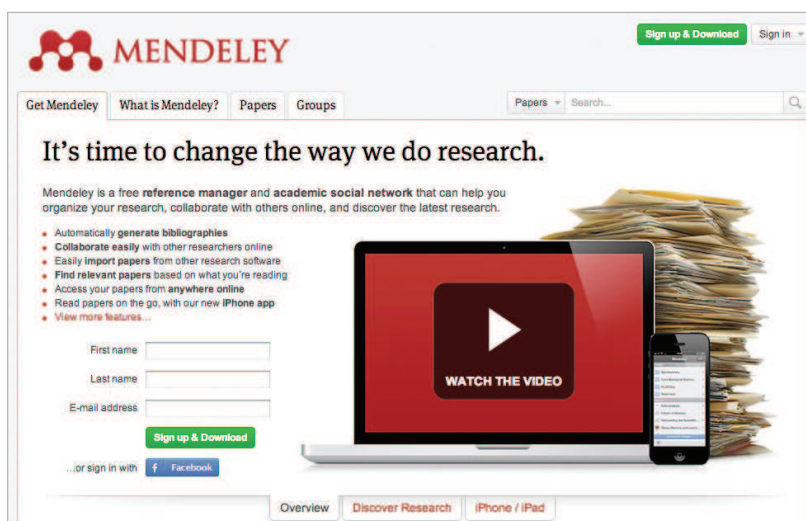 MENDELEY
Sign up & Download
Sign in
Get Mendeley
What is Mendeley?
Papers
Groups
Papers
Search...
It's time to change the way we do research.
Mendeley is a free reference manager and academic social network that can help you
organize your research, collaborate with others online, and discover the latest research.
Automatically generate bibliographies
Collaborate easily with other researchers online
Easily import papers from other research software
Find relevant papers based on what you're reading
Access your papers from anywhere online
Read papers on the go, with our new iPhone app
View more features...
First name
Last name
E-mail address
Sign up & Download
...or sign in with
f Facebook
WATCH THE VIDEO
Overview
Discover Research
iPhone / iPad